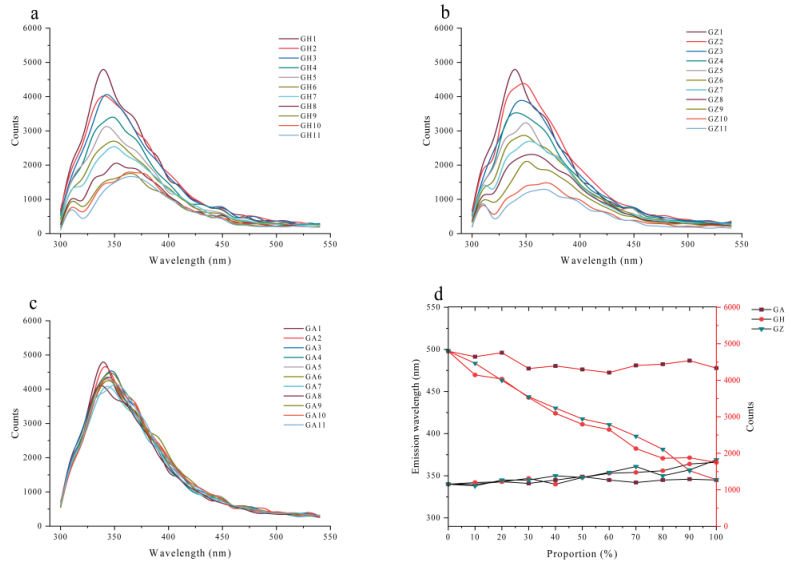 a
6000
5000
4000
3000
2000
1000
0
Counts
300
350
400
450
500
550
Wavelength (nm)
GH1
GH2
GH3
GH4
GH5
GH6
GH7
GH8
GH9
GH10
GH11
b
6000
5000
4000
3000
2000
1000
0
Counts
300
350
400
450
500
550
Wavelength (nm)
GZ1
GZ2
GZ3
GZ4
GZ5
GZ6
GZ7
GZ8
GZ9
GZ10
GZ11
c
6000
5000
4000
3000
2000
1000
0
Counts
300
350
400
450
500
550
Wavelength (nm)
GA1
GA2
GA3
GA4
GA5
GA6
GA7
GA8
GA9
GA10
GA11
d
550
500
450
400
350
300
Emission wavelength (nm)
0
10
20
30
40
50
60
70
80
90
100
Proportion (%)
6000
5000
4000
3000
2000
1000
0
Counts
GA
GH
GZ